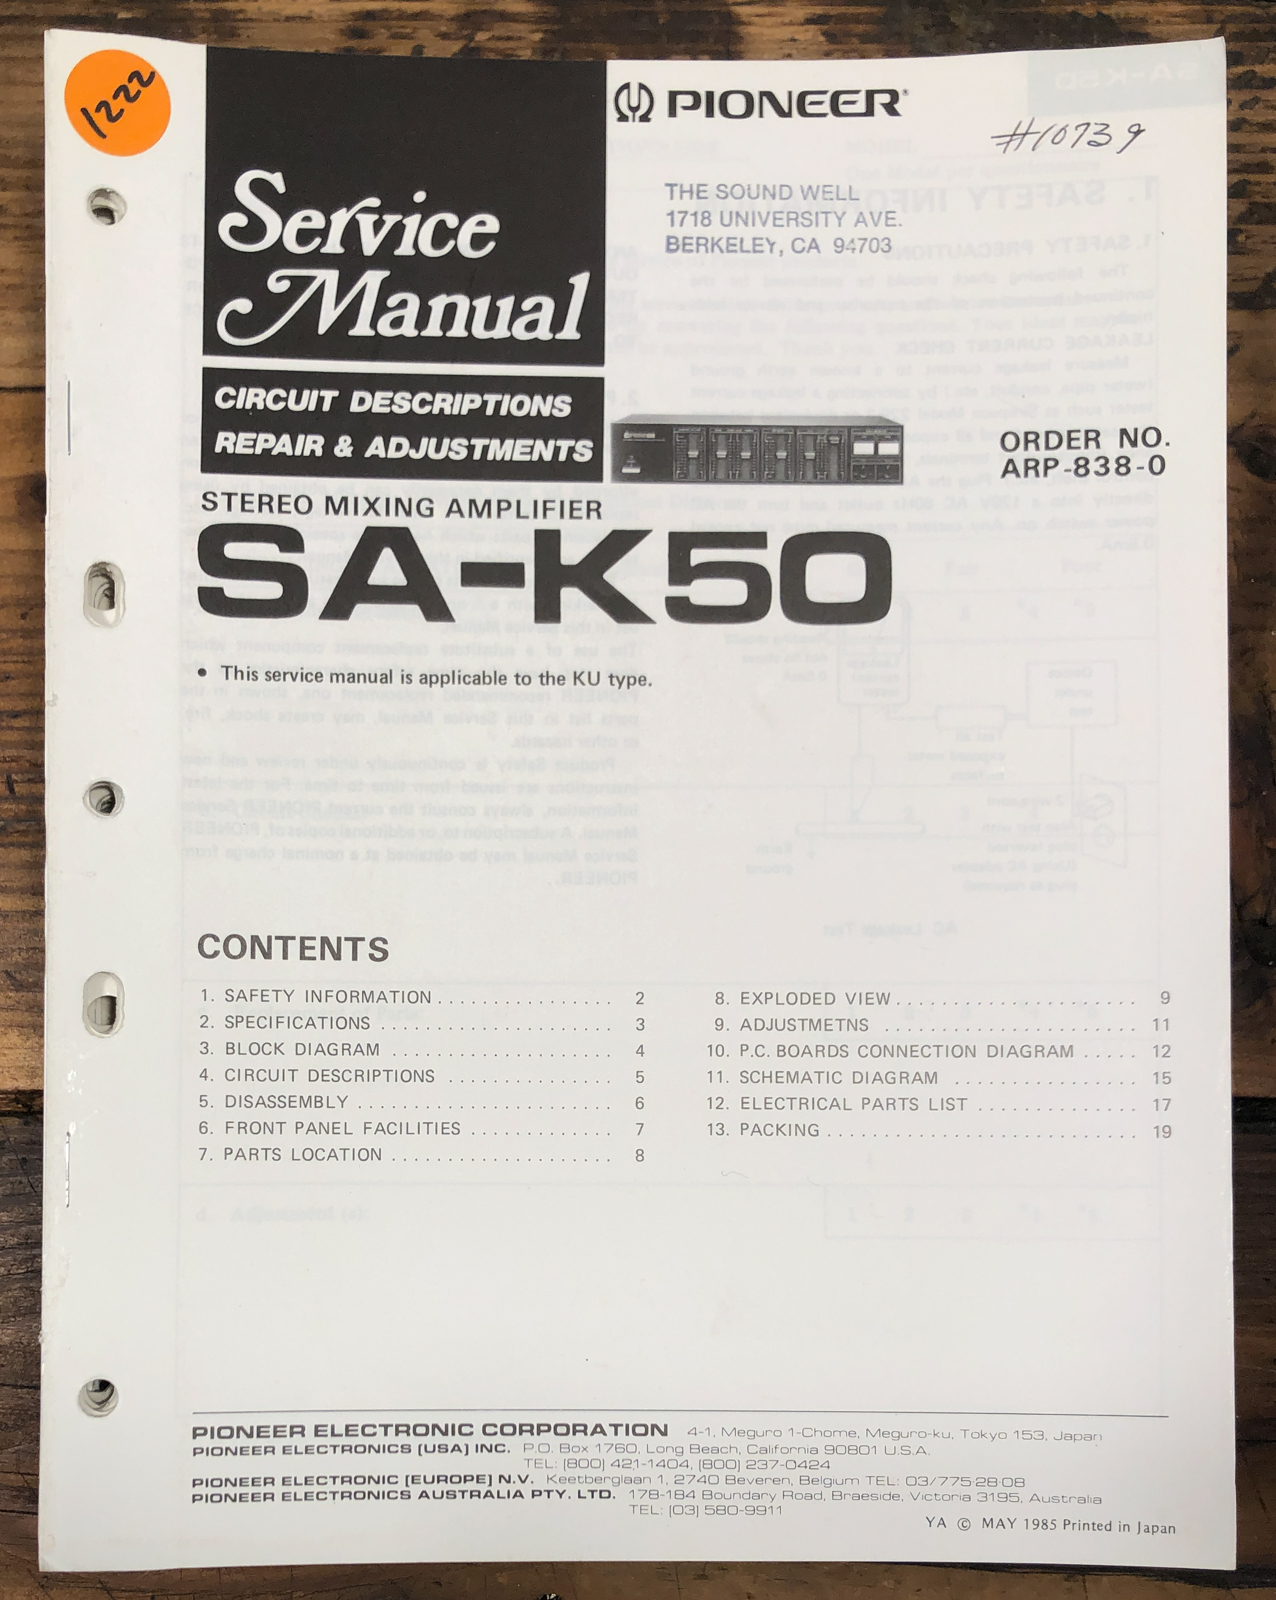 1222
PIONEER®
#10739
Service
Manual
THE SOUND WELL
1718 UNIVERSITY AVE.
BERKELEY, CA 94703
CIRCUIT DESCRIPTIONS
REPAIR & ADJUSTMENTS
ORDER NO.
ARP-838-0
STEREO MIXING AMPLIFIER
SA-K50
• This service manual is applicable to the KU type.
CONTENTS
1. SAFETY INFORMATION . . . . . . . . . . . . . . . . 2
2. SPECIFICATIONS . . . . . . . . . . . . . . . . . . . . . 3
3. BLOCK DIAGRAM . . . . . . . . . . . . . . . . . . . . 4
4. CIRCUIT DESCRIPTIONS . . . . . . . . . . . . . . . 5
5. DISASSEMBLY . . . . . . . . . . . . . . . . . . . . . . . 6
6. FRONT PANEL FACILITIES . . . . . . . . . . . . . 7
7. PARTS LOCATION . . . . . . . . . . . . . . . . . . . . 8
8. EXPLODED VIEW . . . . . . . . . . . . . . . . . . . . . 9
9. ADJUSTMETNS . . . . . . . . . . . . . . . . . . . . . . . 11
10. P.C. BOARDS CONNECTION DIAGRAM . . . . . 12
11. SCHEMATIC DIAGRAM . . . . . . . . . . . . . . . . . 15
12. ELECTRICAL PARTS LIST . . . . . . . . . . . . . . . 17
13. PACKING . . . . . . . . . . . . . . . . . . . . . . . . . . . 19
PIONEER ELECTRONIC CORPORATION 4-1, Meguro 1-Chome, Meguro-ku, Tokyo 153, Japan
PIONEER ELECTRONICS [USA] INC. P.O. Box 1760, Long Beach, California 90801 U.S.A.
TEL: [800] 421-1404, [800] 237-0424
PIONEER ELECTRONIC [EUROPE] N.V. Keetberglaan 1, 2740 Beveren, Belgium TEL: 03/775·28·08
PIONEER ELECTRONICS AUSTRALIA PTY. LTD. 178-184 Boundary Road, Braeside, Victoria 3195, Australia
TEL: [03] 580-9911
YA © MAY 1985 Printed in Japan